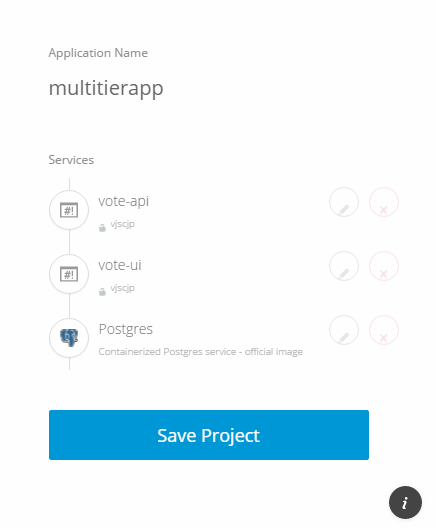 Application Name
multitierapp
Services
#!
vote-api
vjscjp
#!
vote-ui
vjscjp
Postgres
Containerized Postgres service - official image
Save Project
i